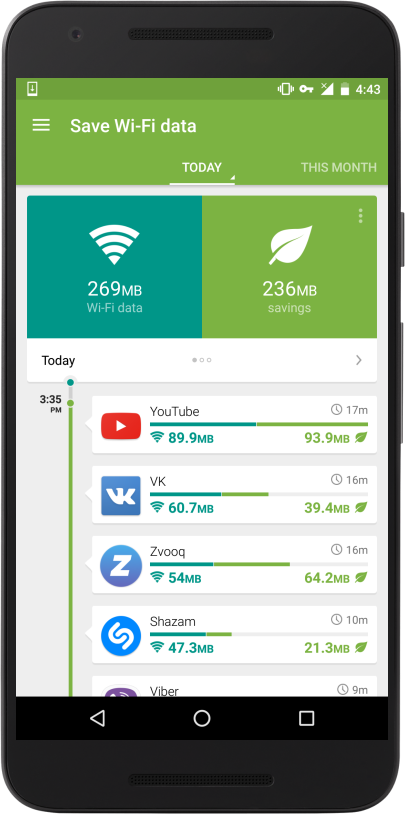 4:43
Save Wi-Fi data
TODAY
THIS MONTH
269MB
Wi-Fi data
236MB
savings
Today
3:35
PM
YouTube
17m
89.9MB
93.9MB
VK
16m
60.7MB
39.4MB
Zvooq
16m
54MB
64.2MB
Shazam
10m
47.3MB
21.3MB
Viber
9m